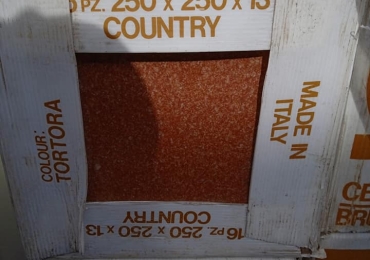 PZ. 250 x 250 x 13
COUNTRY
COLOUR:
TORTORA
MADE IN
ITALY
16 PZ. 250 x 250 x 13
COUNTRY